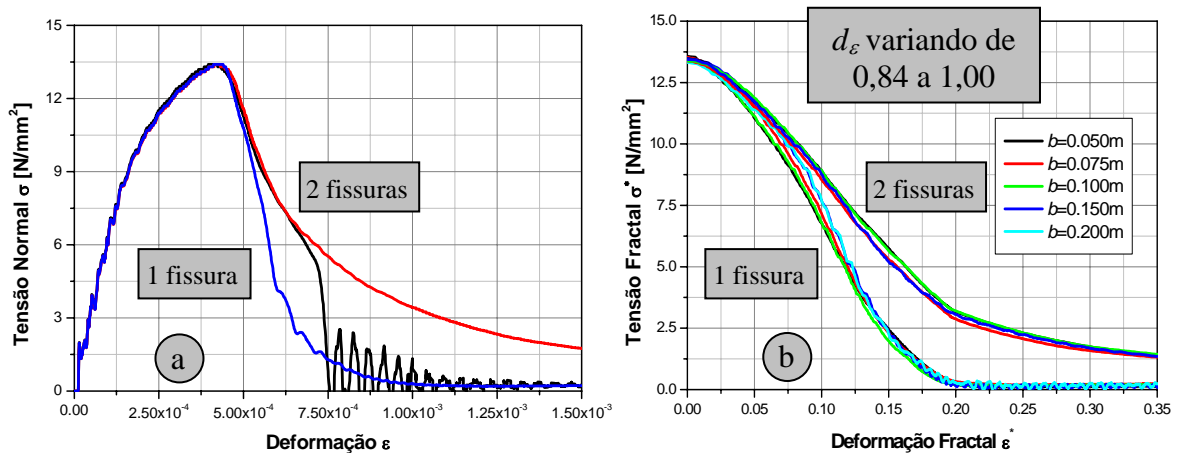 15
12
9
6
3
0
Tensão Normal σ [N/mm²]
2 fissuras
1 fissura
a
0.00 2.50x10⁻⁴ 5.00x10⁻⁴ 7.50x10⁻⁴ 1.00x10⁻³ 1.25x10⁻³ 1.50x10⁻³
Deformação ε
15.0
12.5
10.0
7.5
5.0
2.5
0.0
Tensão Fractal σ* [N/mm²]
dε variando de
0,84 a 1,00
b=0.050m
b=0.075m
b=0.100m
b=0.150m
b=0.200m
2 fissuras
1 fissura
b
0.00 0.05 0.10 0.15 0.20 0.25 0.30 0.35
Deformação Fractal ε*